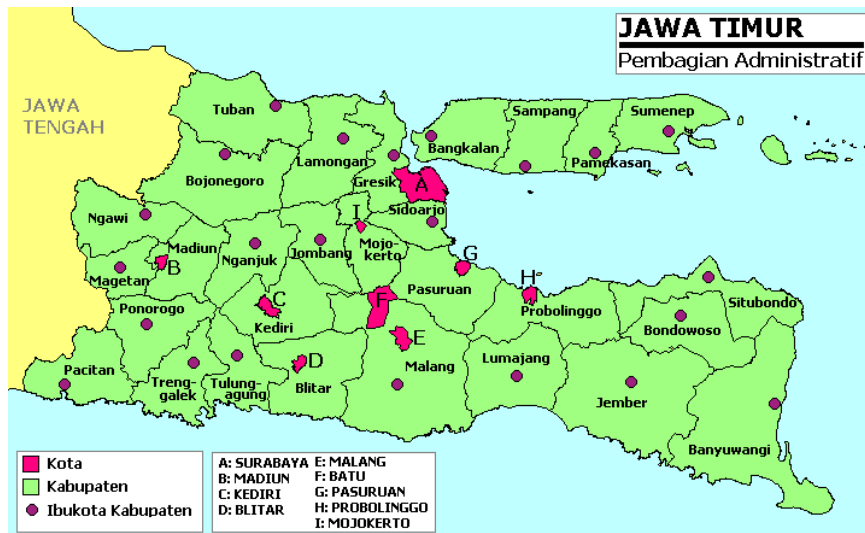 JAWA TIMUR
Pembagian Administratif
JAWA
TENGAH
Tuban
Sampang
Sumenep
Lamongan
Bangkalan
Pamekasan
Bojonegoro
Gresik
A
Ngawi
I
Sidoarjo
Madiun
B
Nganjuk
Jombang
Mojo-
kerto
G
Magetan
Pasuruan
H
Ponorogo
C
Kediri
F
Probolinggo
Situbondo
Bondowoso
E
Pacitan
Treng-
galek
Tulung-
agung
D
Blitar
Malang
Lumajang
Jember
Banyuwangi
Kota
Kabupaten
Ibukota Kabupaten
A: SURABAYA
B: MADIUN
C: KEDIRI
D: BLITAR
E: MALANG
F: BATU
G: PASURUAN
H: PROBOLINGGO
I: MOJOKERTO